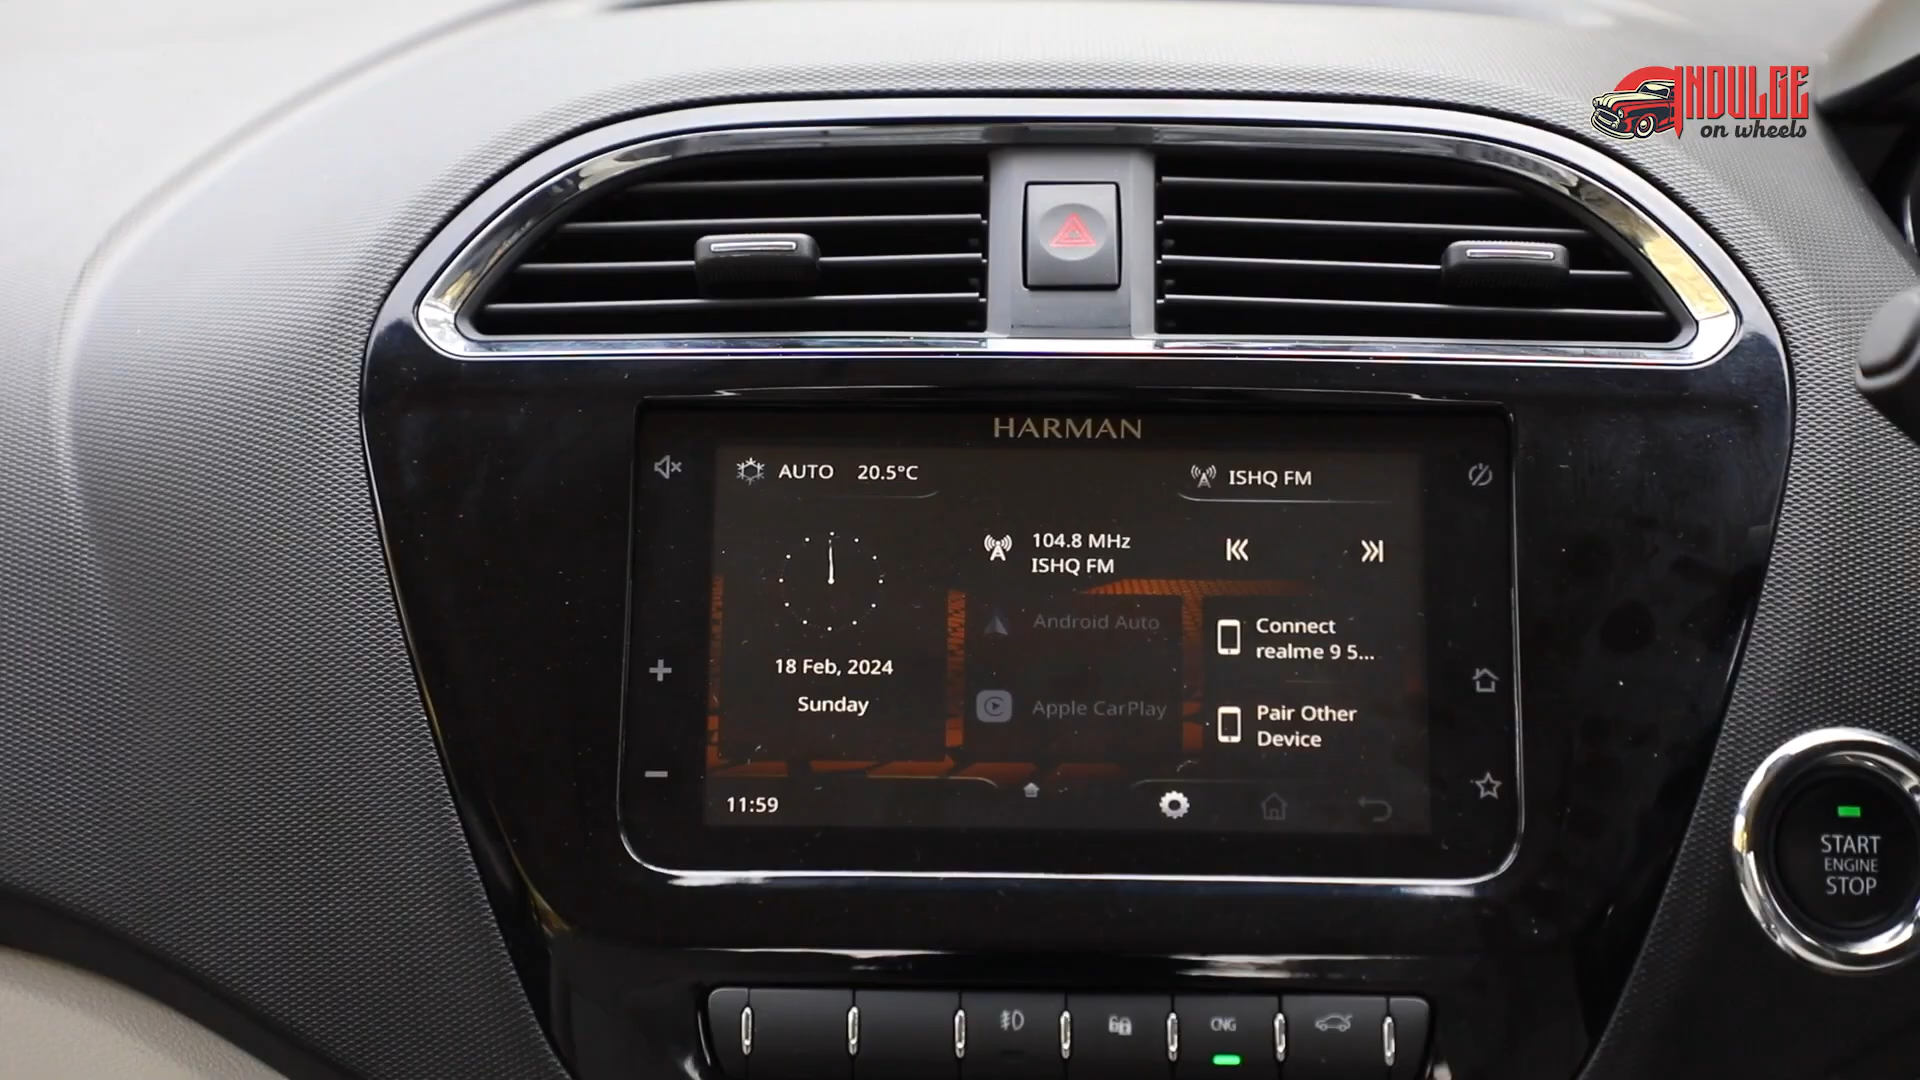 INDULGE
on wheels
HARMAN
AUTO 20.5°C
ISHQ FM
104.8 MHz
ISHQ FM
Android Auto
Connect
realme 9 5...
18 Feb, 2024
Sunday
Apple CarPlay
Pair Other
Device
11:59
START
ENGINE
STOP
CNG